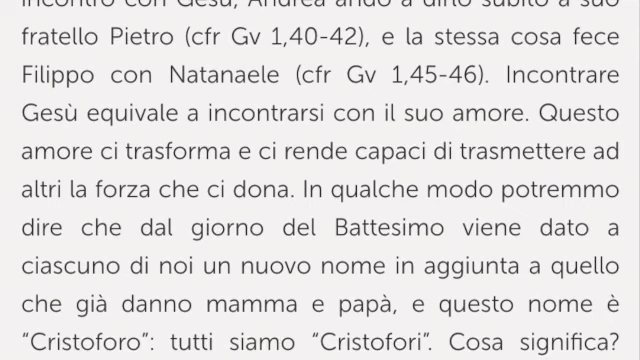 incontro con Gesù, Andrea andò a dirlo subito a suo
fratello Pietro (cfr Gv 1,40-42), e la stessa cosa fece
Filippo con Natanaele (cfr Gv 1,45-46). Incontrare
Gesù equivale a incontrarsi con il suo amore. Questo
amore ci trasforma e ci rende capaci di trasmettere ad
altri la forza che ci dona. In qualche modo potremmo
dire che dal giorno del Battesimo viene dato a
ciascuno di noi un nuovo nome in aggiunta a quello
che già danno mamma e papà, e questo nome è
“Cristoforo”: tutti siamo “Cristofori”. Cosa significa?